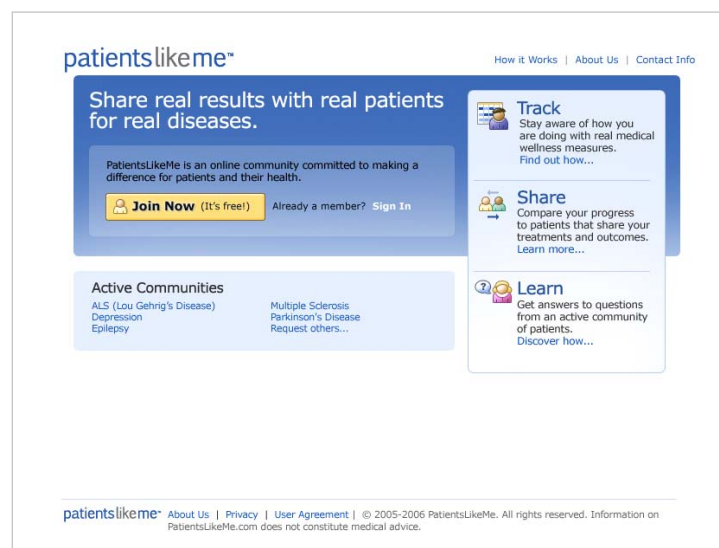 patientslikeme™
How it Works | About Us | Contact Info
Share real results with real patients
for real diseases.
PatientsLikeMe is an online community committed to making a
difference for patients and their health.
Join Now (It's free!) Already a member? Sign In
Track
Stay aware of how you
are doing with real medical
wellness measures.
Find out how...
Share
Compare your progress
to patients that share your
treatments and outcomes.
Learn more...
Learn
Get answers to questions
from an active community
of patients.
Discover how...
Active Communities
ALS (Lou Gehrig's Disease)
Depression
Epilepsy
Multiple Sclerosis
Parkinson's Disease
Request others...
patientslikeme™ About Us | Privacy | User Agreement | © 2005-2006 PatientsLikeMe. All rights reserved. Information on
PatientsLikeMe.com does not constitute medical advice.